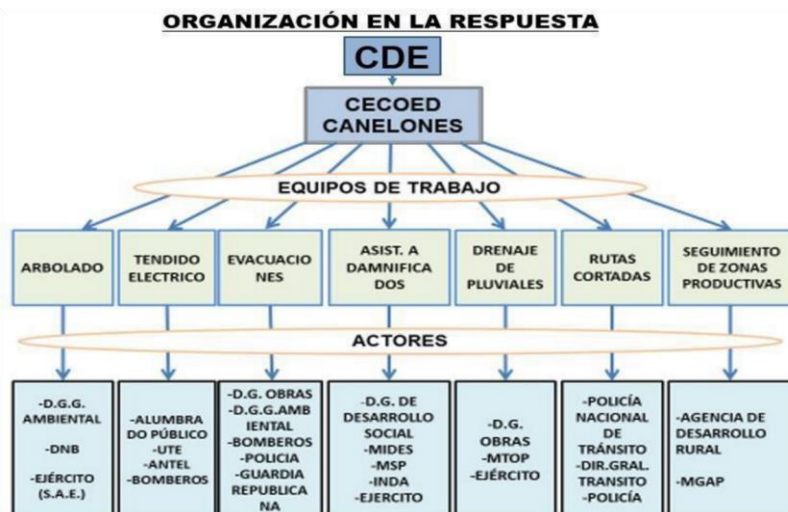 ORGANIZACIÓN EN LA RESPUESTA
CDE
CECOED
CANELONES
EQUIPOS DE TRABAJO
ARBOLADO
TENDIDO
ELECTRICO
EVACUACIO
NES
ASIST. A
DAMNIFICA
DOS
DRENAJE
DE
PLUVIALES
RUTAS
CORTADAS
SEGUIMIENTO
DE ZONAS
PRODUCTIVAS
ACTORES
-D.G.G.
AMBIENTAL
-DNB
-EJÉRCITO
(S.A.E.)
-ALUMBRA
DO PÚBLICO
-UTE
-ANTEL
-BOMBEROS
-D.G. OBRAS
-D.G.G.AMB
IENTAL
-BOMBEROS
-POLICIA
-GUARDIA
REPUBLICA
NA
-D.G. DE
DESARROLLO
SOCIAL
-MIDES
-MSP
-INDA
-EJERCITO
-D.G.
OBRAS
-MTOP
-EJÉRCITO
-POLICÍA
NACIONAL
DE
TRÁNSITO
-DIR.GRAL.
TRANSITO
-POLICÍA
-AGENCIA DE
DESARROLLO
RURAL
-MGAP